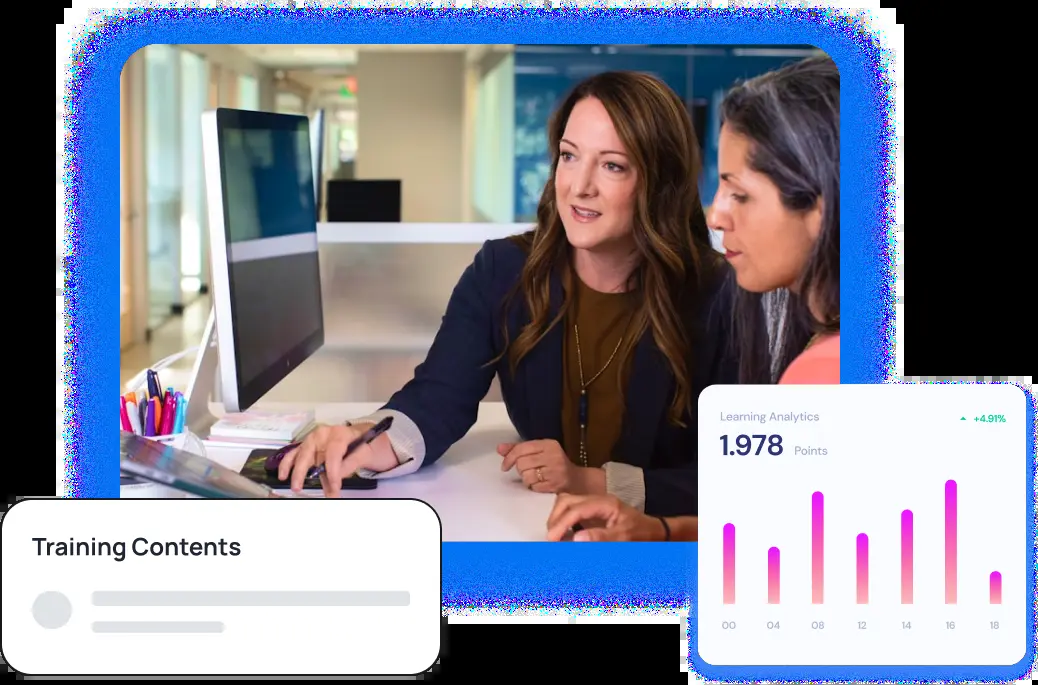 Learning Analytics
+4.91%
1.978 Points
00 04 08 12 14 16 18
Training Contents